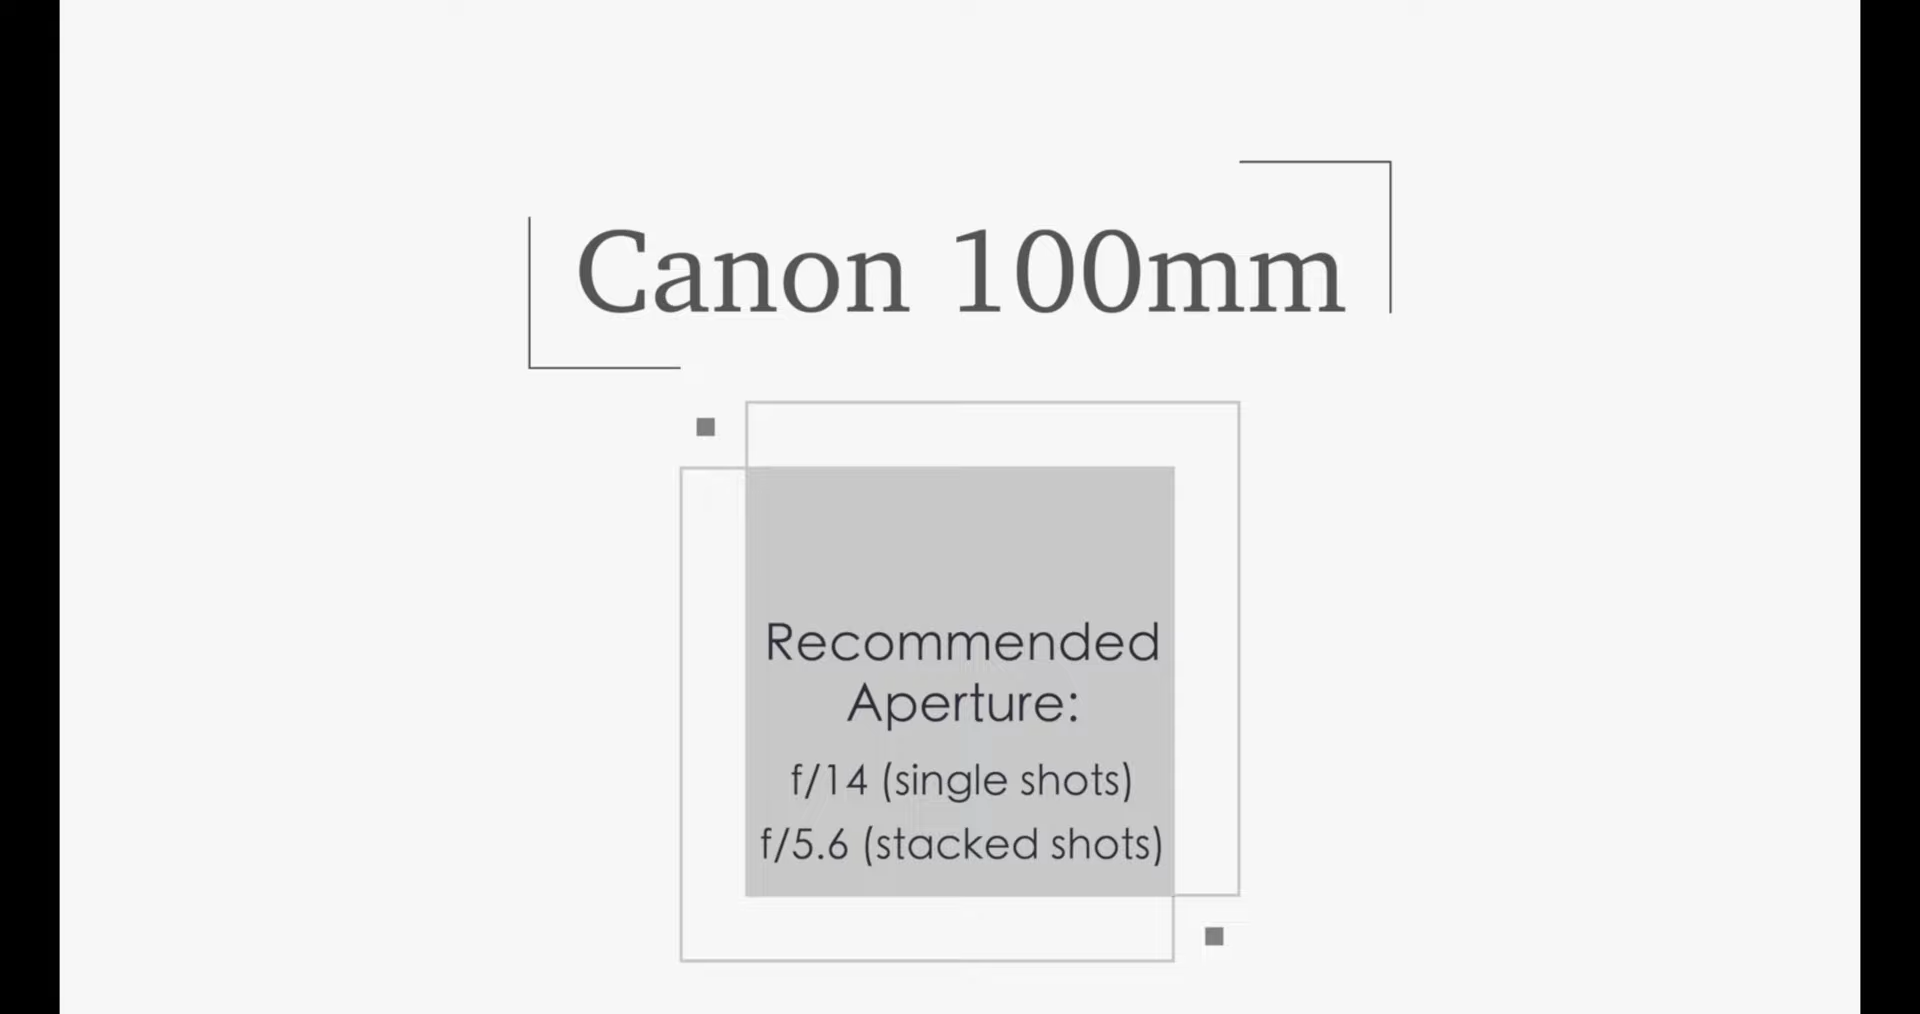 Canon 100mm
Recommended
Aperture:
f/14 (single shots)
f/5.6 (stacked shots)